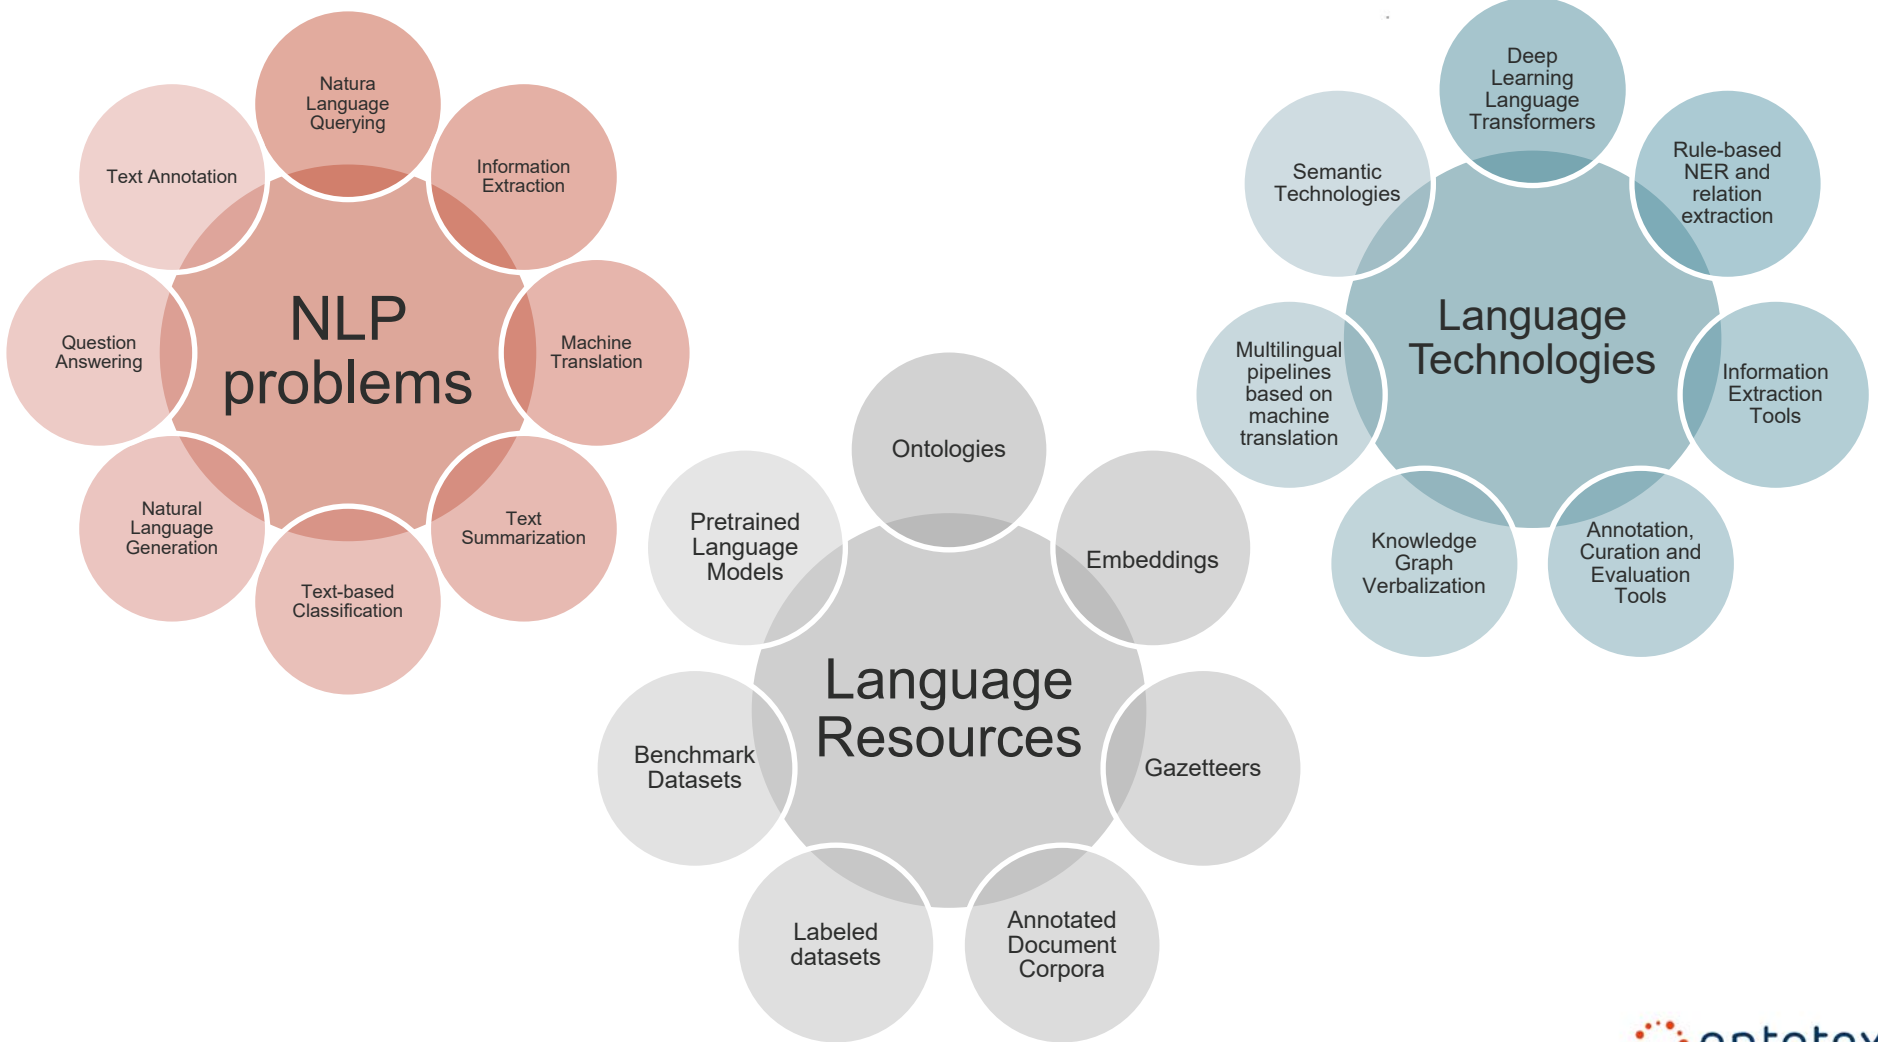 Natura
Language
Querying
Information
Extraction
Machine
Translation
Text
Summarization
Text-based
Classification
Natural
Language
Generation
Question
Answering
Text Annotation
NLP
problems
Ontologies
Embeddings
Gazetteers
Annotated
Document
Corpora
Labeled
datasets
Benchmark
Datasets
Pretrained
Language
Models
Language
Resources
Deep
Learning
Language
Transformers
Rule-based
NER and
relation
extraction
Information
Extraction
Tools
Annotation,
Curation and
Evaluation
Tools
Knowledge
Graph
Verbalization
Multilingual
pipelines
based on
machine
translation
Semantic
Technologies
Language
Technologies